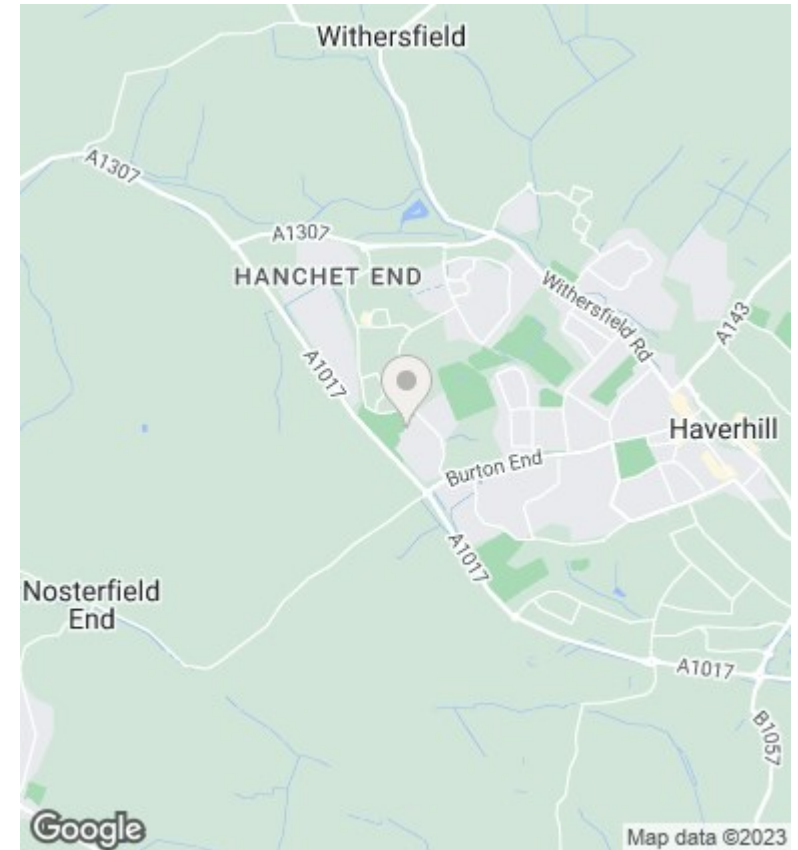 Withersfield
A1307
A1307
HANCHET END
Withersfield Rd
A143
A1017
Haverhill
Burton End
A1017
Nosterfield
End
A1017
B1057
Google
Map data ©2023